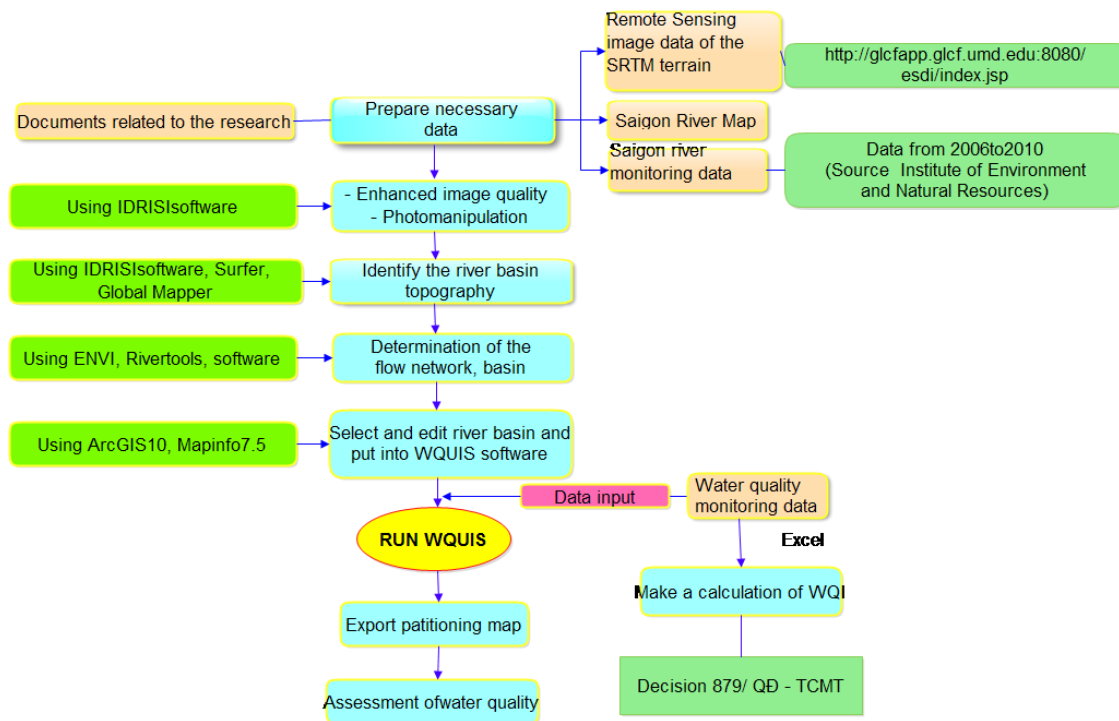 Remote Sensing
image data of the
SRTM terrain
http://glcfapp.glcf.umd.edu:8080/
esdi/index.jsp
Documents related to the research
Prepare necessary
data
Saigon River Map
Saigon river
monitoring data
Data from 2006to2010
(Source Institute of Environment
and Natural Resources)
Using IDRISIsoftware
- Enhanced image quality
- Photomanipulation
Using IDRISIsoftware, Surfer,
Global Mapper
Identify the river basin
topography
Using ENVI, Rivertools, software
Determination of the
flow network, basin
Using ArcGIS10, Mapinfo7.5
Select and edit river basin and
put into WQUIS software
Data input
Water quality
monitoring data
RUN WQUIS
Excel
Make a calculation of WQI
Export patitioning map
Decision 879/ QĐ - TCMT
Assessment ofwater quality